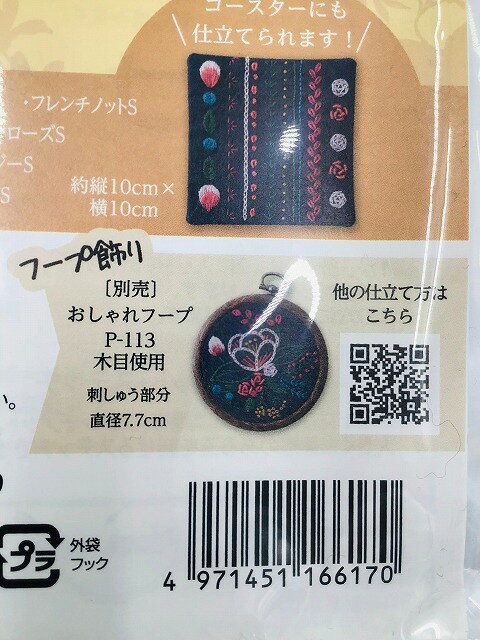 コースターにも
\仕立てられます！/
・フレンチノットS
ローズS
ジーS
S
約縦10cm×
横10cm
フープ飾り
〔別売〕
おしゃれフープ
P-113
木目使用
刺しゅう部分
直径7.7cm
他の仕立て方は
こちら
い。
プラ
外袋
フック
4 971451 166170